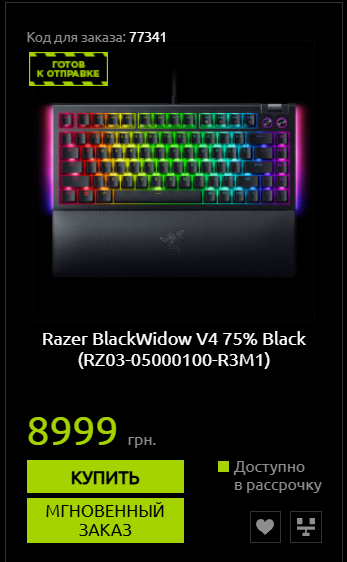 Код для заказа: 77341
ГОТОВ
К ОТПРАВКЕ
Razer BlackWidow V4 75% Black
(RZ03-05000100-R3M1)
8999 грн.
КУПИТЬ
Доступно
в рассрочку
МГНОВЕННЫЙ
ЗАКАЗ